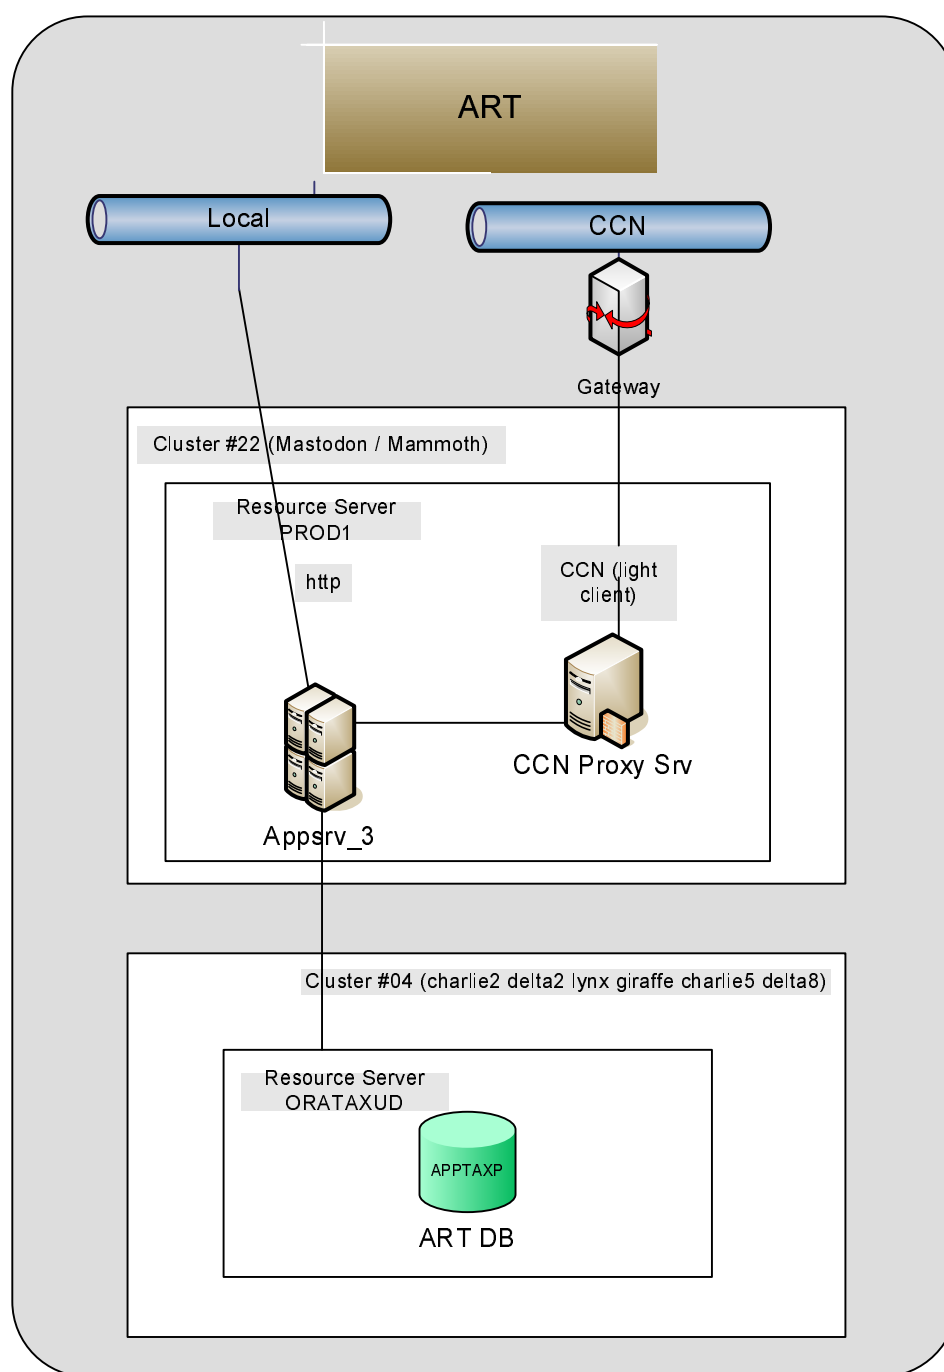 ART
Local
CCN
Gateway
Cluster #22 (Mastodon / Mammoth)
Resource Server
PROD1
http
CCN (light
client)
CCN Proxy Srv
Appsrv_3
Cluster #04 (charlie2 delta2 lynx giraffe charlie5 delta8)
Resource Server
ORATAXUD
APPTAXP
ART DB